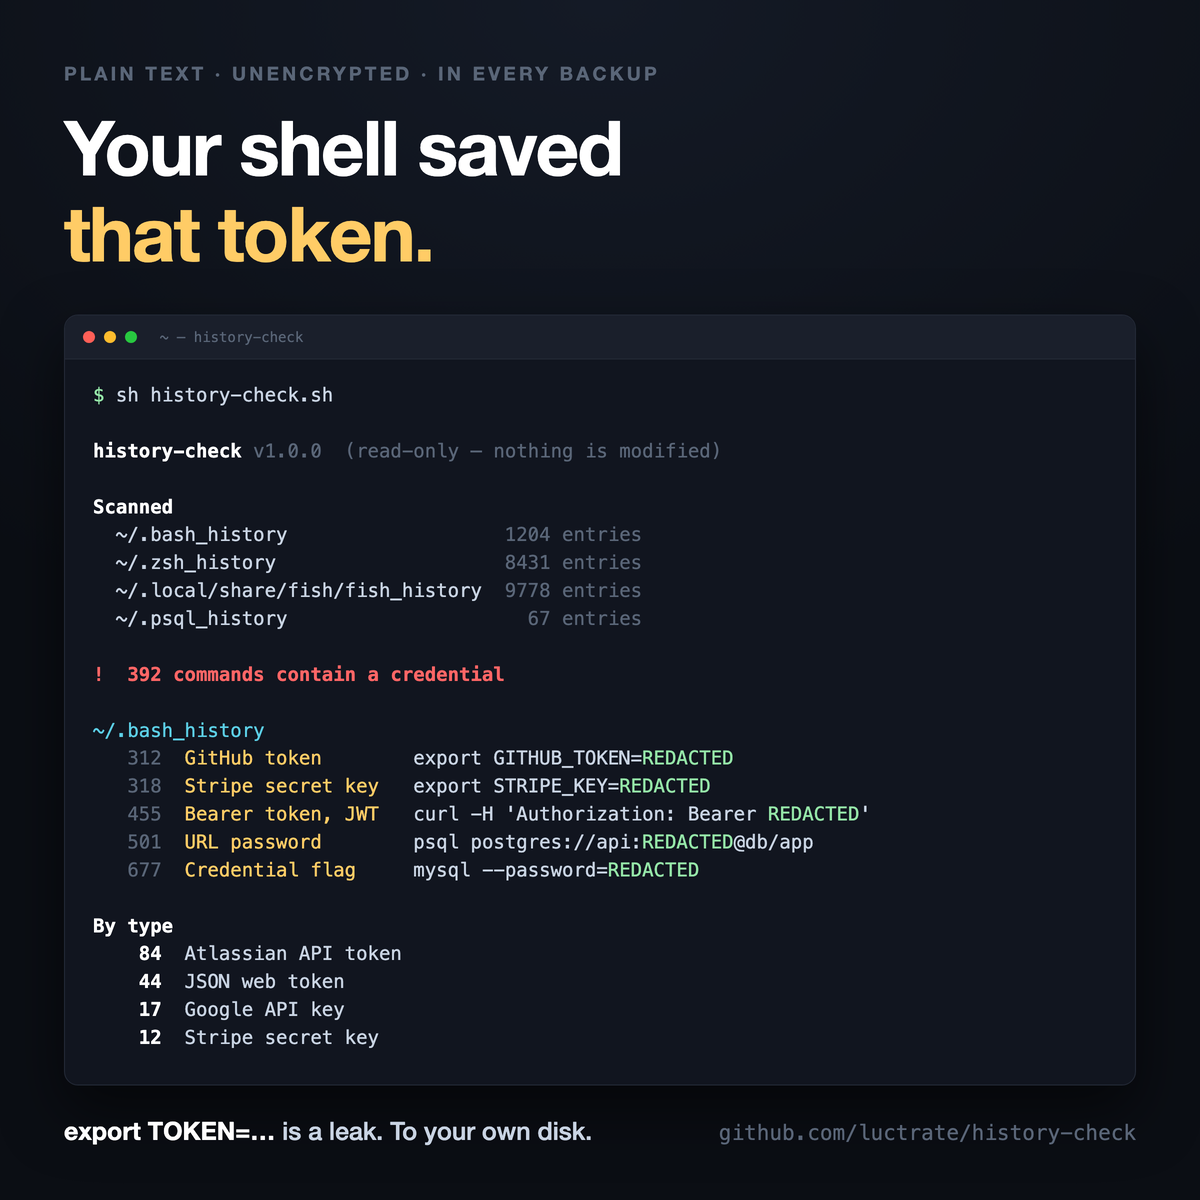 PLAIN TEXT · UNENCRYPTED · IN EVERY BACKUP
Your shell saved
that token.
~ — history-check
$ sh history-check.sh
history-check v1.0.0  (read-only — nothing is modified)
Scanned
~/.bash_history 1204 entries
~/.zsh_history 8431 entries
~/.local/share/fish/fish_history 9778 entries
~/.psql_history 67 entries
! 392 commands contain a credential
~/.bash_history
312 GitHub token export GITHUB_TOKEN=REDACTED
318 Stripe secret key export STRIPE_KEY=REDACTED
455 Bearer token, JWT curl -H 'Authorization: Bearer REDACTED'
501 URL password psql postgres://api:REDACTED@db/app
677 Credential flag mysql --password=REDACTED
By type
84 Atlassian API token
44 JSON web token
17 Google API key
12 Stripe secret key
export TOKEN=... is a leak. To your own disk.
github.com/luctrate/history-check